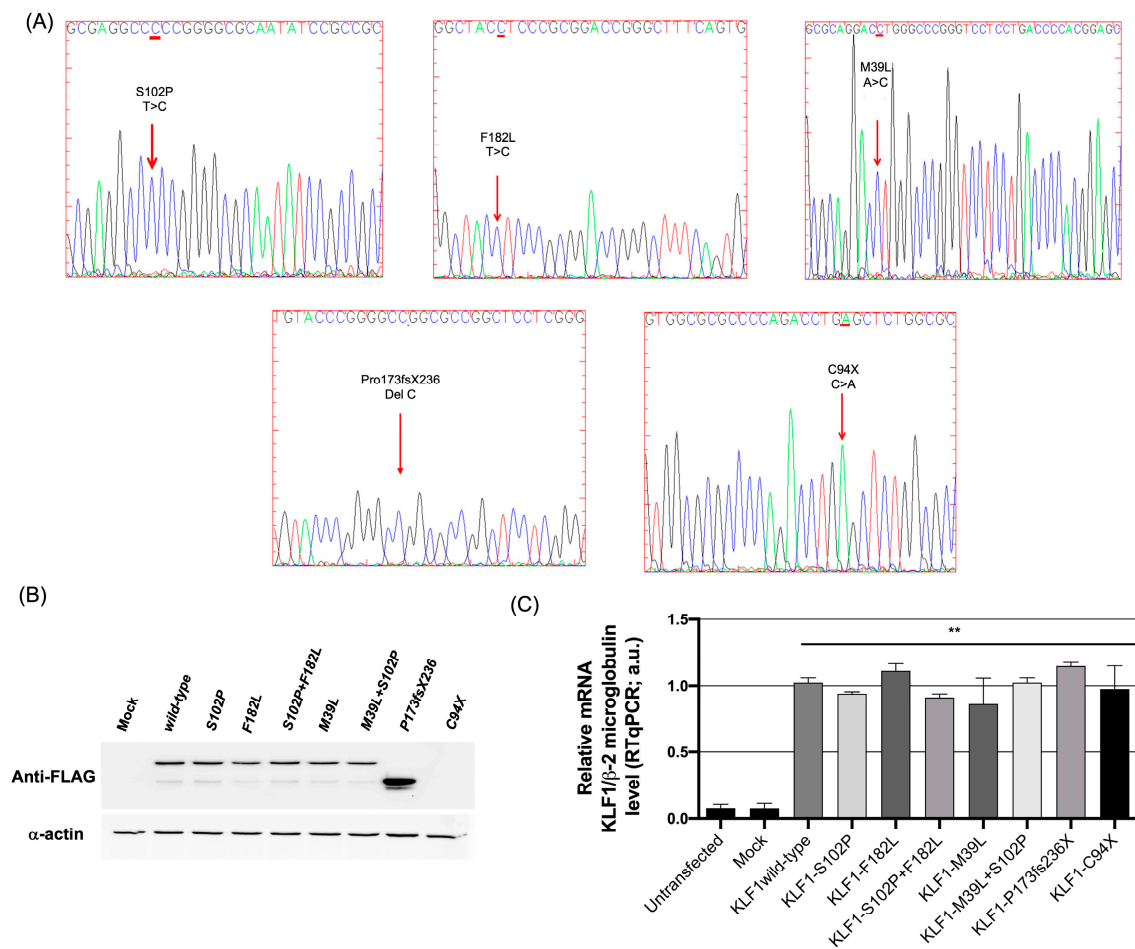 (A)
GCGAGGCCCCCGGGGCGCAATATCCGCCGC
S102P
T>C
GGCTACCTCCCGCGGACCGGGCTTTCAGTG
F182L
T>C
GCGCAGGACCTGGGCCCGGGTCCTCCTGACCCCACGGAGC
M39L
A>C
TGTACCCGGGGCCGGCGCCGGCTCCTCGGG
Pro173fsX236
Del C
GTGGCGCGCCCCAGACCTGAGCTCTGGCGC
C94X
C>A
(B)
Mock
wild-type
S102P
F182L
S102P+F182L
M39L
M39L+S102P
P173fsX236
C94X
Anti-FLAG
α-actin
(C)
Relative mRNA
KLF1/β-2 microglobulin
level (RTqPCR; a.u.)
1.5
1.0
0.5
0.0
**
Untransfected
Mock
KLF1wild-type
KLF1-S102P
KLF1-F182L
KLF1-S102P+F182L
KLF1-M39L
KLF1-M39L+S102P
KLF1-P173fs236X
KLF1-C94X